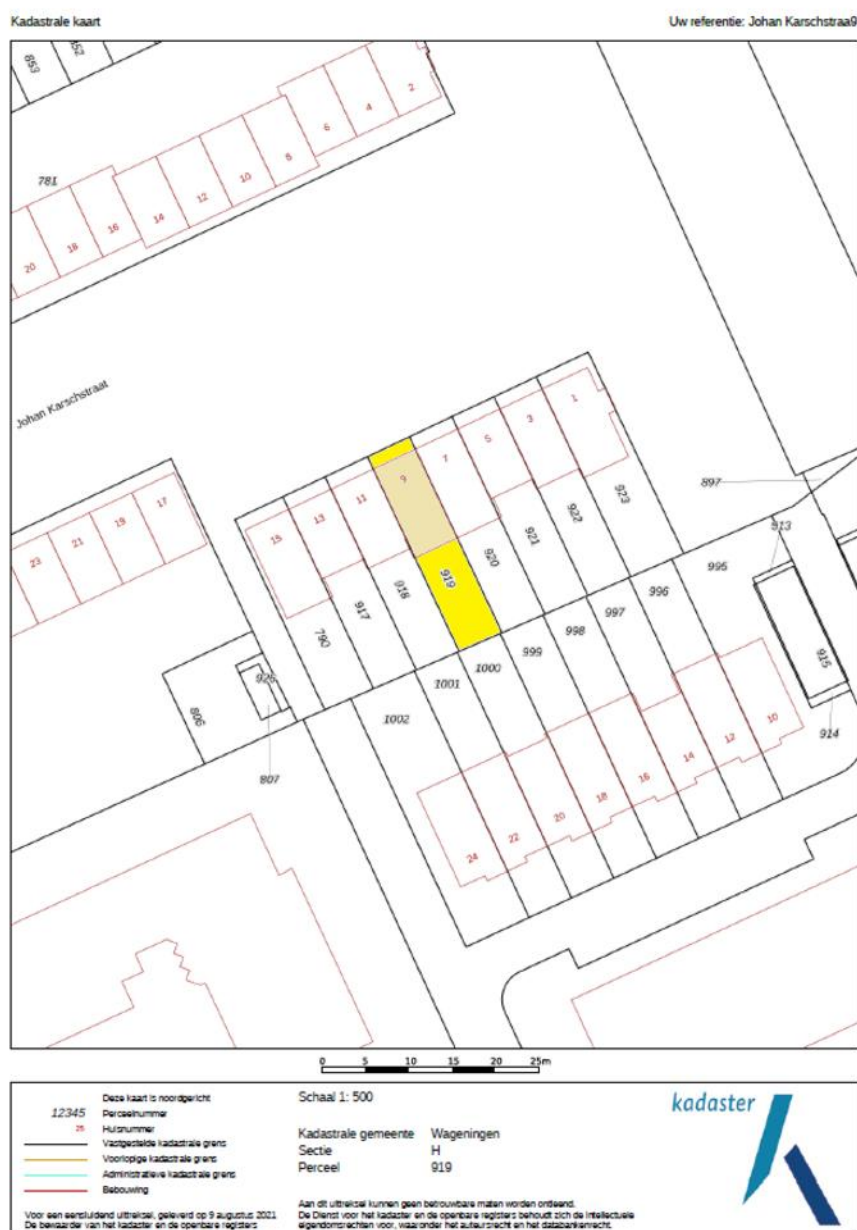 Kadastrale kaart
Uw referentie: Johan Karschstraa9
853
852
2
4
6
8
10
12
14
16
18
20
781
Johan Karschstraat
1
3
5
7
9
11
13
15
17
19
21
23
897
923
922
921
920
919
918
917
790
913
995
996
997
998
999
1000
1001
1002
915
914
926
806
807
10
12
14
16
18
20
22
24
0 5 10 15 20 25m
Deze kaart is noordgericht
12345 Perceelnummer
25 Huisnummer
Vastgestelde kadastrale grens
Voorlopige kadastrale grens
Administratieve kadastrale grens
Bebouwing
Voor een eensluidend uittreksel, geleverd op 9 augustus 2021
De bewaarder van het kadaster en de openbare registers
Schaal 1: 500
Kadastrale gemeente Wageningen
Sectie H
Perceel 919
Aan dit uittreksel kunnen geen betrouwbare maten worden ontleend.
De Dienst voor het kadaster en de openbare registers behoudt zich de intellectuele
eigendomsrechten voor, waaronder het auteursrecht en het databankenrecht.
kadaster